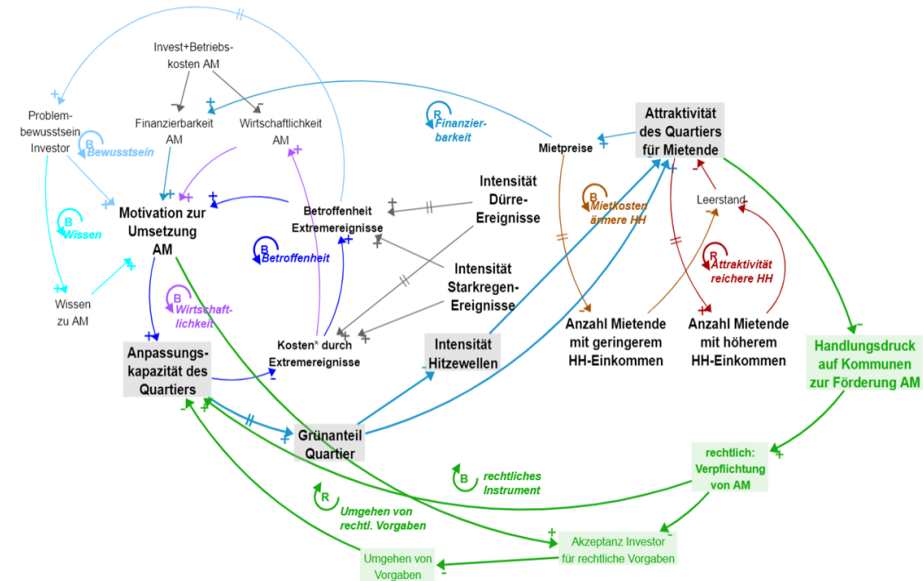 Invest+Betriebs-
kosten AM
Problem-
bewusstsein
Investor
B
Bewusstsein
Finanzierbarkeit
AM
Wirtschaftlichkeit
AM
R
Finanzier-
barkeit
Mietpreise
Attraktivität
des Quartiers
für Mietende
B
Wissen
Motivation zur
Umsetzung
AM
Betroffenheit
Extremereignisse
B
Betroffenheit
Intensität
Dürre-
Ereignisse
B
Mietkosten
ärmere HH
Leerstand
R
Attraktivität
reichere HH
Wissen
zu AM
B
Wirtschaft-
lichkeit
Intensität
Starkregen-
Ereignisse
Anpassungs-
kapazität des
Quartiers
Kosten* durch
Extremereignisse
Intensität
Hitzewellen
Anzahl Mietende
mit geringerem
HH-Einkommen
Anzahl Mietende
mit höherem
HH-Einkommen
Handlungsdruck
auf Kommunen
zur Förderung AM
Grünanteil
Quartier
B
rechtliches
Instrument
rechtlich:
Verpflichtung
von AM
R
Umgehen von
rechtl. Vorgaben
Akzeptanz Investor
für rechtliche Vorgaben
Umgehen von
Vorgaben